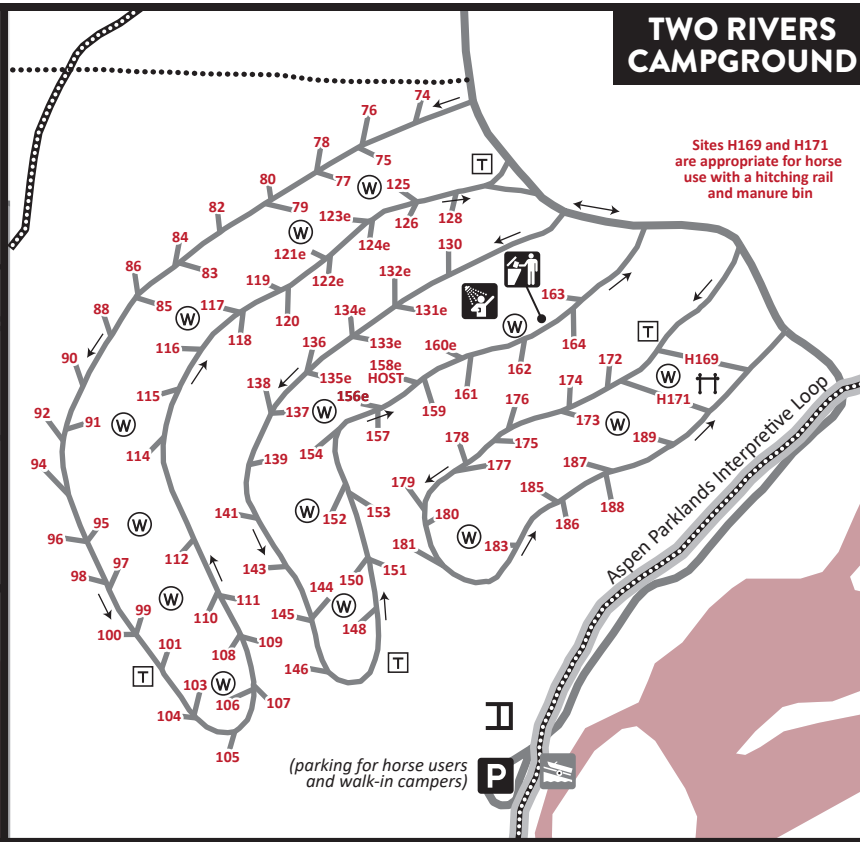 TWO RIVERS
CAMPGROUND
Sites H169 and H171
are appropriate for horse
use with a hitching rail
and manure bin
74
76
75
78
77
T
W
125
126
128
80
79
123e
124e
W
82
121e
122e
130
84
83
119
120
132e
131e
86
85
W
117
118
163
164
88
134e
133e
W
162
116
136
135e
158e
HOST
160e
161
T
90
115
138
137
W
156e
157
159
172
H169
W
H171
174
173
W
92
91
W
114
154
176
175
189
94
139
178
177
187
188
179
180
181
W
185
186
183
96
95
W
141
W
152
153
98
97
112
143
150
151
100
99
W
110
111
144
145
W
148
101
108
109
146
T
T
103
104
W
106
107
105
Aspen Parklands Interpretive Loop
(parking for horse users
and walk-in campers)
P